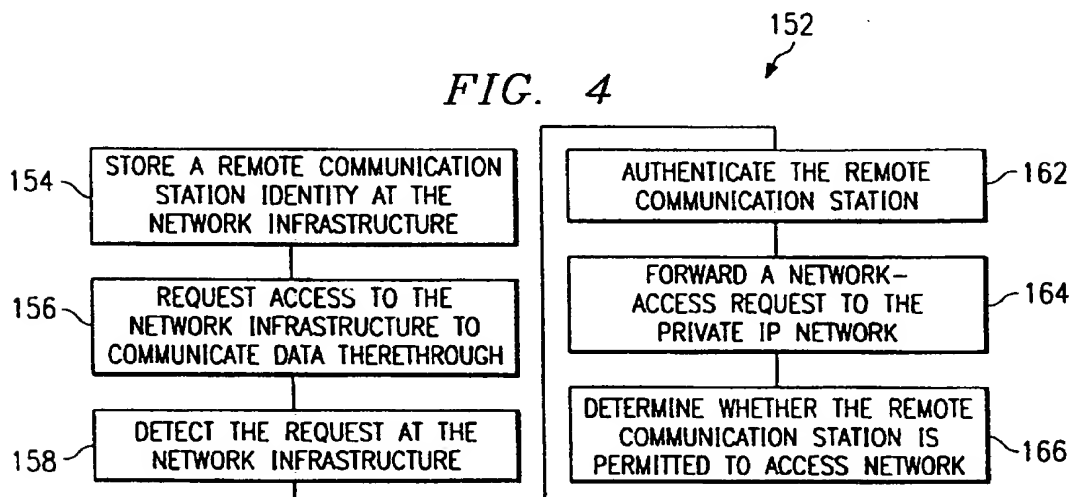 152
FIG. 4
154
STORE A REMOTE COMMUNICATION
STATION IDENTITY AT THE
NETWORK INFRASTRUCTURE
156
REQUEST ACCESS TO THE
NETWORK INFRASTRUCTURE TO
COMMUNICATE DATA THERETHROUGH
158
DETECT THE REQUEST AT THE
NETWORK INFRASTRUCTURE
AUTHENTICATE THE REMOTE
COMMUNICATION STATION
162
FORWARD A NETWORK-
ACCESS REQUEST TO THE
PRIVATE IP NETWORK
164
DETERMINE WHETHER THE REMOTE
COMMUNICATION STATION IS
PERMITTED TO ACCESS NETWORK
166